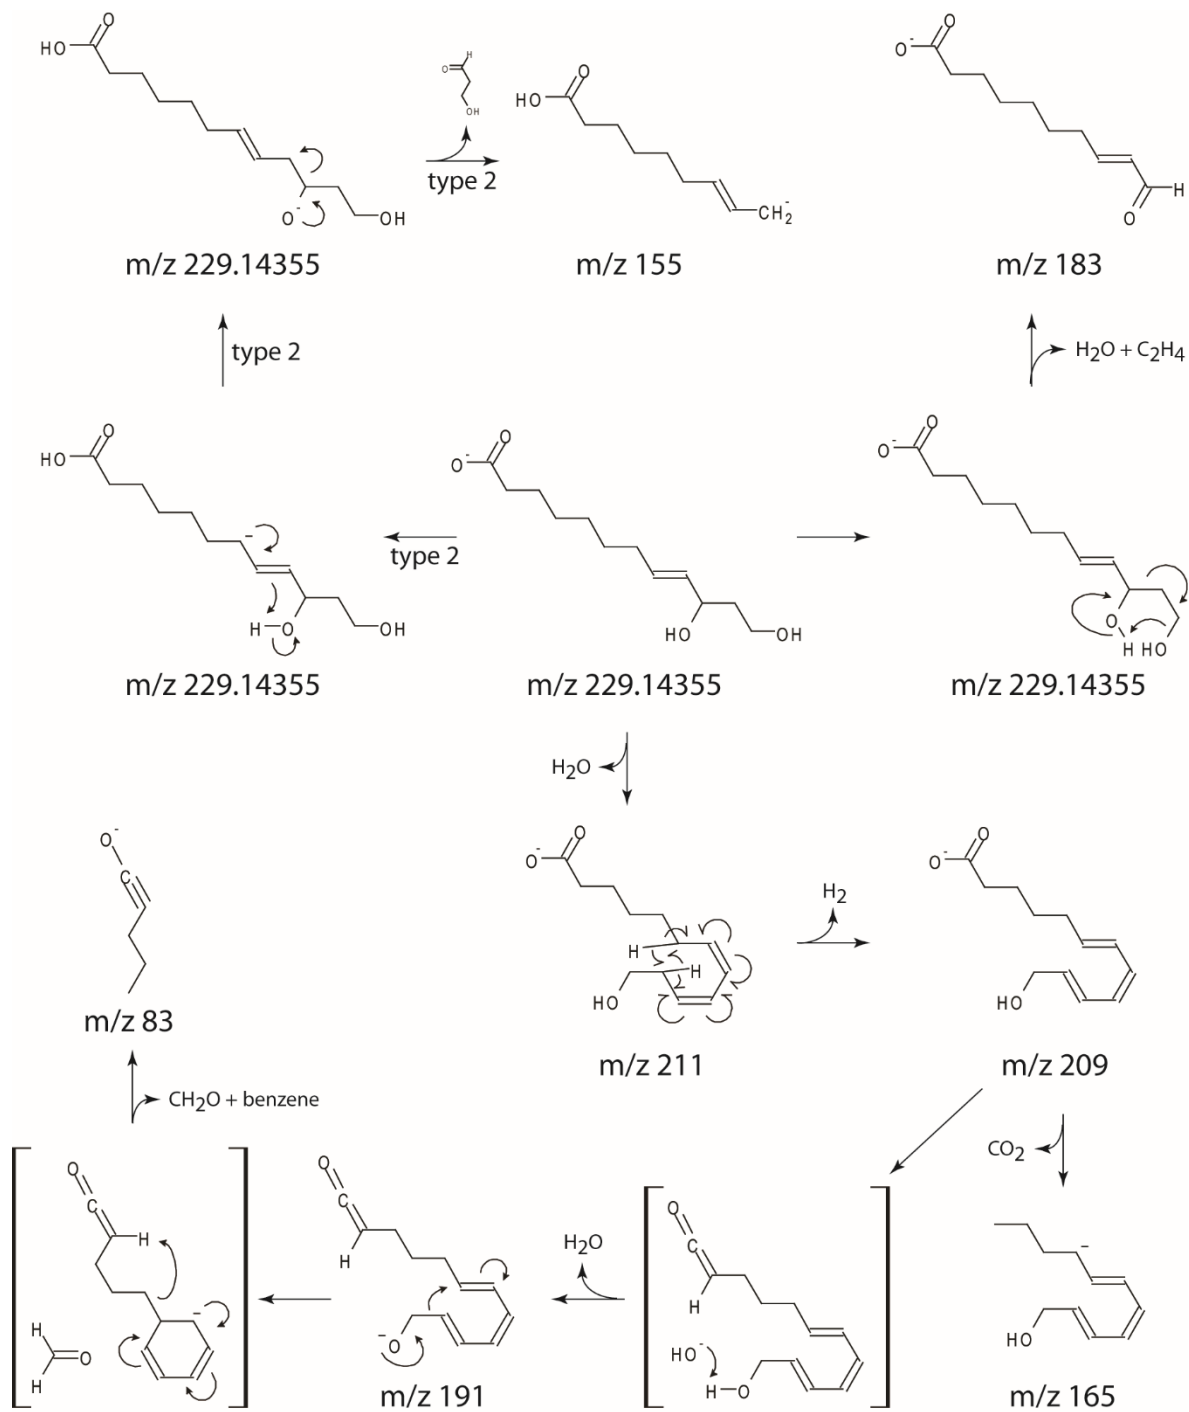 O
HO
H
O
OH
O
HO
O-
O
O-
OH
type 2
CH2-
H
O
m/z 229.14355
m/z 155
m/z 183
type 2
H2O + C2H4
O
HO
O
O-
O
O-
-
type 2
H-O
OH
HO
OH
O
H HO
m/z 229.14355
m/z 229.14355
m/z 229.14355
H2O
O-
C
O
O-
H2
O
O-
H
H
HO
HO
m/z 83
m/z 211
m/z 209
CH2O + benzene
CO2
O
C
H
O
C
H
H2O
O
C
H
-
-
H
O
H
-O
HO-
H-O
HO
m/z 191
m/z 165